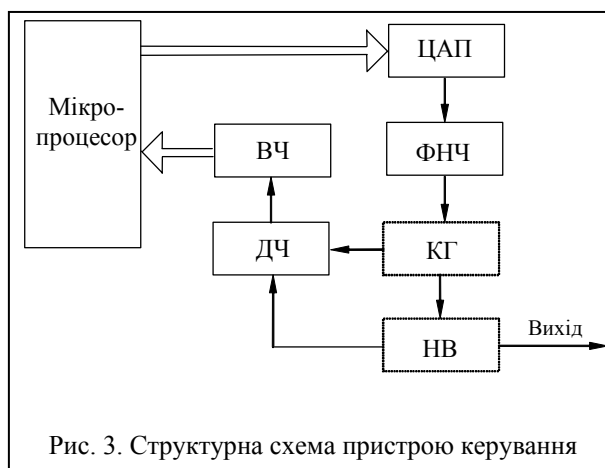 ЦАП
Мікро-
процесор
ВЧ
ФНЧ
ДЧ
КГ
НВ
Вихід
Рис. 3. Структурна схема пристрою керування